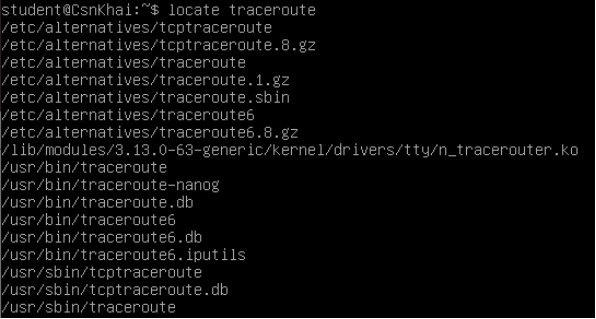 student@CsnKhai:~$ locate traceroute
/etc/alternatives/tcptraceroute
/etc/alternatives/tcptraceroute.8.gz
/etc/alternatives/traceroute
/etc/alternatives/traceroute.1.gz
/etc/alternatives/traceroute.sbin
/etc/alternatives/traceroute6
/etc/alternatives/traceroute6.8.gz
/lib/modules/3.13.0-63-generic/kernel/drivers/tty/n_tracerouter.ko
/usr/bin/traceroute
/usr/bin/traceroute-nanog
/usr/bin/traceroute.db
/usr/bin/traceroute6
/usr/bin/traceroute6.db
/usr/bin/traceroute6.iputils
/usr/sbin/tcptraceroute
/usr/sbin/tcptraceroute.db
/usr/sbin/traceroute